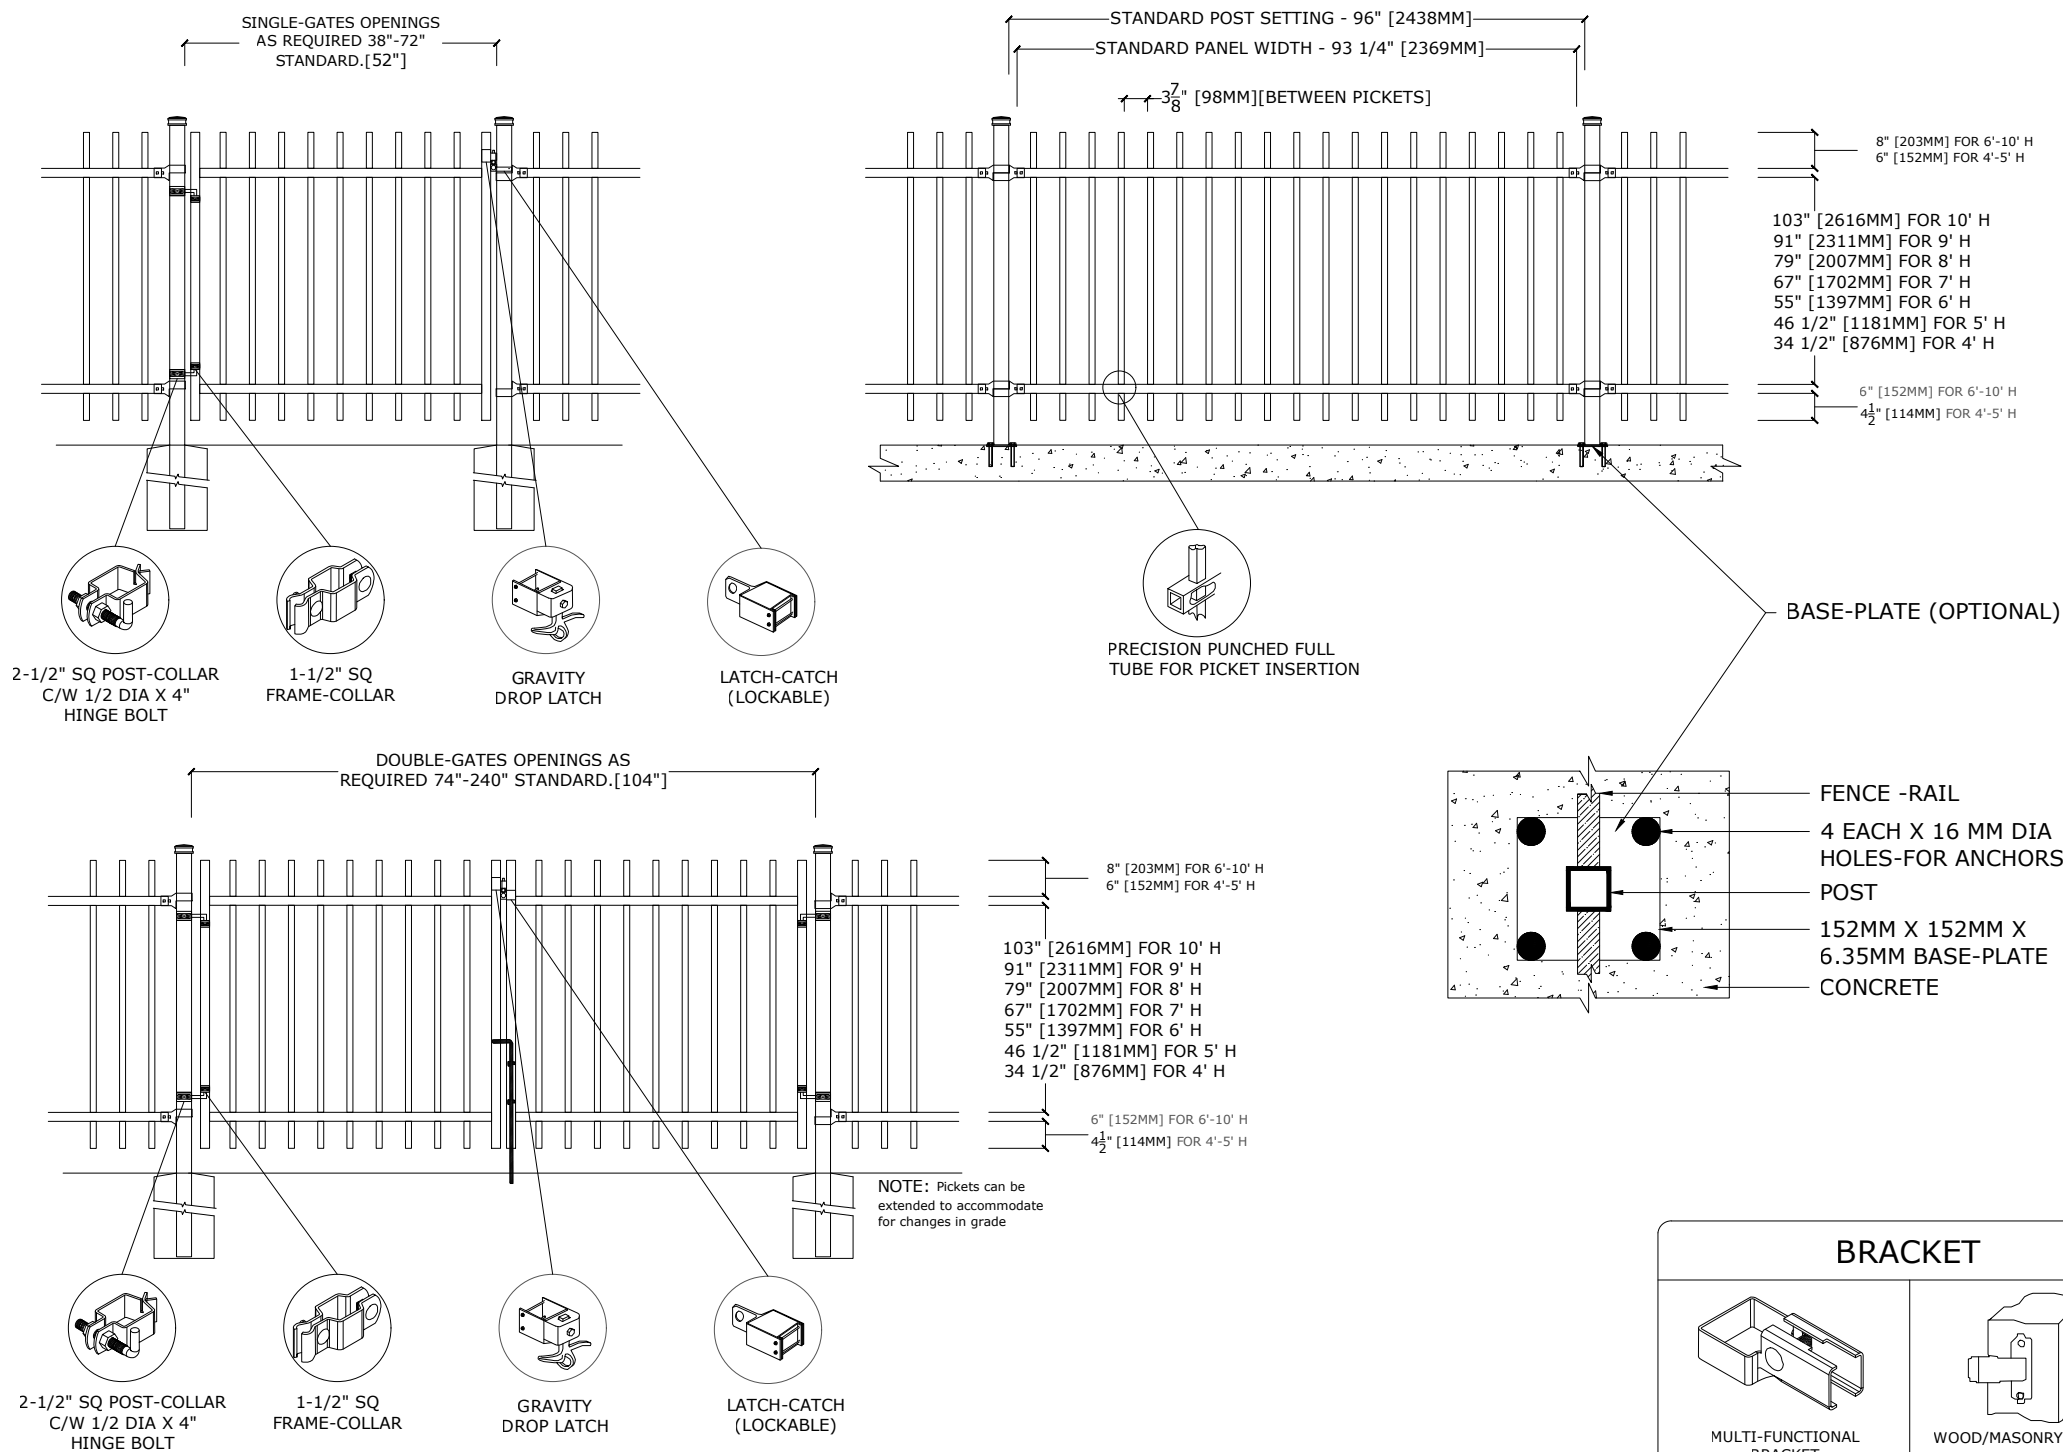 SINGLE-GATES OPENINGS
AS REQUIRED 38"-72"
STANDARD.[52"]
2-1/2" SQ POST-COLLAR
C/W 1/2 DIA X 4"
HINGE BOLT
1-1/2" SQ
FRAME-COLLAR
GRAVITY
DROP LATCH
LATCH-CATCH
(LOCKABLE)
STANDARD POST SETTING - 96" [2438MM]
STANDARD PANEL WIDTH - 93 1/4" [2369MM]
3 7/8" [98MM][BETWEEN PICKETS]
8" [203MM] FOR 6'-10' H
6" [152MM] FOR 4'-5' H
103" [2616MM] FOR 10' H
91" [2311MM] FOR 9' H
79" [2007MM] FOR 8' H
67" [1702MM] FOR 7' H
55" [1397MM] FOR 6' H
46 1/2" [1181MM] FOR 5' H
34 1/2" [876MM] FOR 4' H
6" [152MM] FOR 6'-10' H
4 1/2" [114MM] FOR 4'-5' H
PRECISION PUNCHED FULL
TUBE FOR PICKET INSERTION
BASE-PLATE (OPTIONAL)
FENCE -RAIL
4 EACH X 16 MM DIA
HOLES-FOR ANCHORS
POST
152MM X 152MM X
6.35MM BASE-PLATE
CONCRETE
DOUBLE-GATES OPENINGS AS
REQUIRED 74"-240" STANDARD.[104"]
8" [203MM] FOR 6'-10' H
6" [152MM] FOR 4'-5' H
103" [2616MM] FOR 10' H
91" [2311MM] FOR 9' H
79" [2007MM] FOR 8' H
67" [1702MM] FOR 7' H
55" [1397MM] FOR 6' H
46 1/2" [1181MM] FOR 5' H
34 1/2" [876MM] FOR 4' H
6" [152MM] FOR 6'-10' H
4 1/2" [114MM] FOR 4'-5' H
NOTE: Pickets can be
extended to accommodate
for changes in grade
2-1/2" SQ POST-COLLAR
C/W 1/2 DIA X 4"
HINGE BOLT
1-1/2" SQ
FRAME-COLLAR
GRAVITY
DROP LATCH
LATCH-CATCH
(LOCKABLE)
BRACKET
MULTI-FUNCTIONAL
BRACKET
WOOD/MASONRY